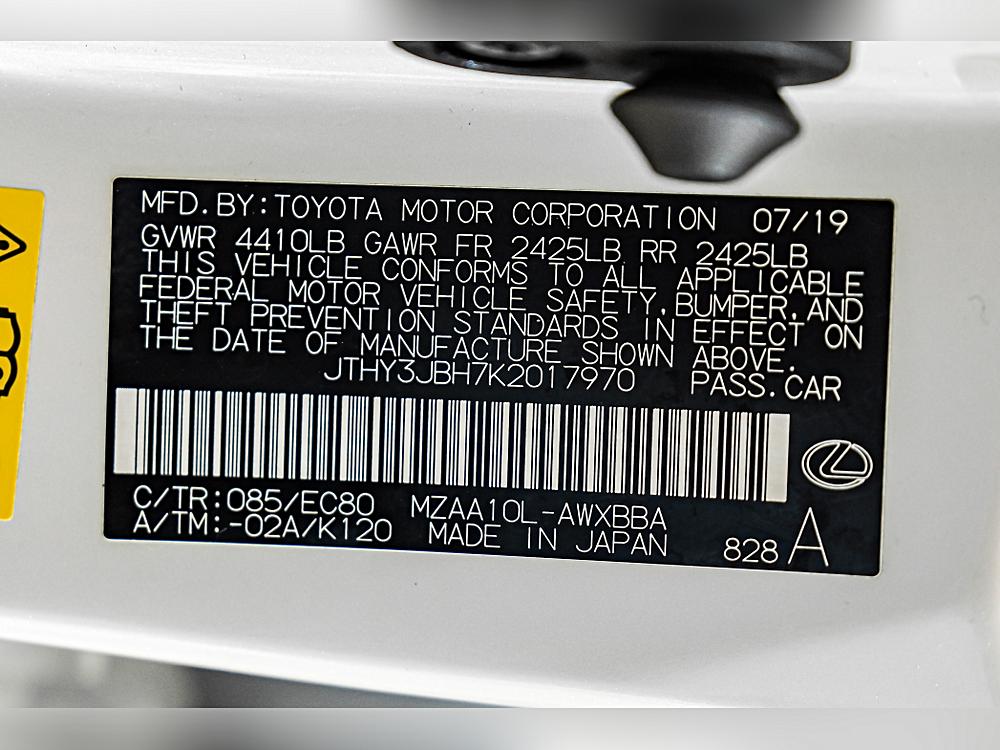 MFD. BY: TOYOTA MOTOR CORPORATION 07/19
GVWR 4410LB GAWR FR 2425LB RR 2425LB
THIS VEHICLE CONFORMS TO ALL APPLICABLE
FEDERAL MOTOR VEHICLE SAFETY, BUMPER, AND
THEFT PREVENTION STANDARDS IN EFFECT ON
THE DATE OF MANUFACTURE SHOWN ABOVE.
JTHY3JBH7K2017970 PASS. CAR
C/TR: 085/EC80 MZAA10L-AWXBBA
A/TM: -02A/K120 MADE IN JAPAN 828 A